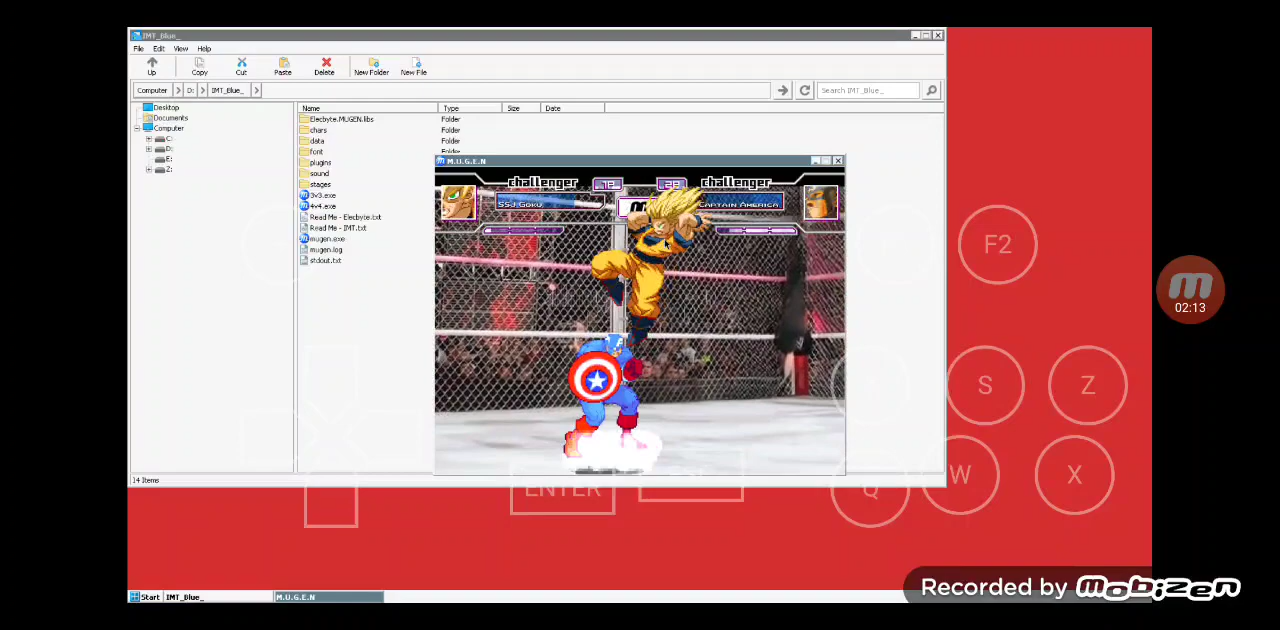 IMT_Blue_
File Edit View Help
Up Copy Cut Paste Delete New Folder New File
Computer D: IMT_Blue_ Search IMT_Blue_
Desktop
Documents
Computer
C:
D:
E:
Z:
Name Type Size Date
Elecbyte.MUGEN.libs Folder
chars Folder
data Folder
font Folder
plugins
sound
stages
3v3.exe
4v4.exe
Read Me - Elecbyte.txt
Read Me - IMT.txt
mugen.exe
mugen.log
stdout.txt
M.U.G.E.N
challenger challenger
SSJ Goku Captain America
F2
02:13
S Z
ENTER Q W X
14 Items
Start IMT_Blue_ M.U.G.E.N
Recorded by mobizen